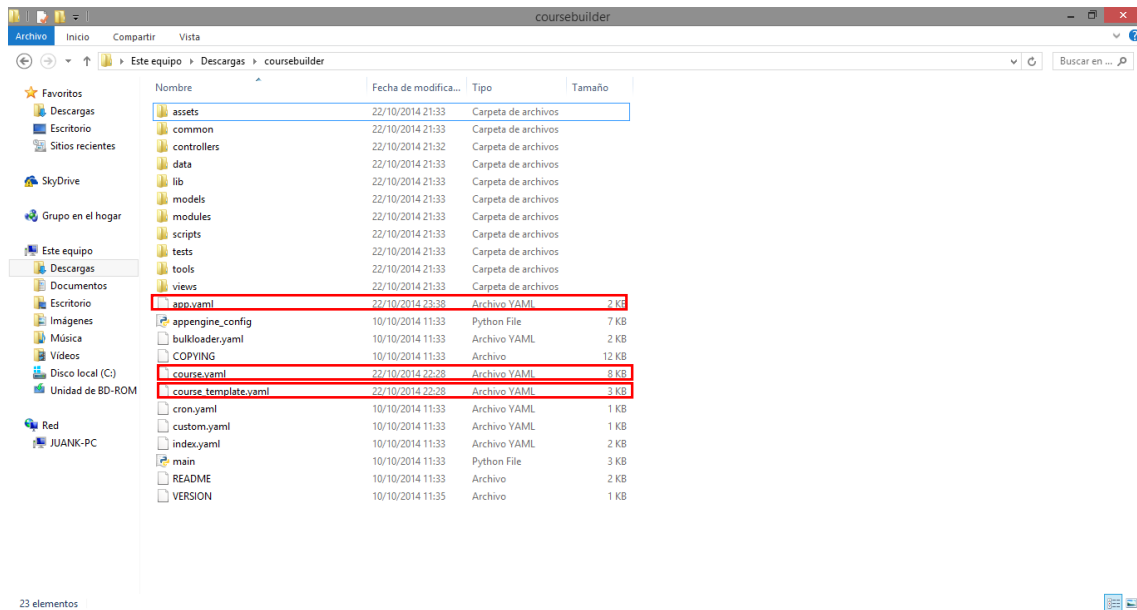 coursebuilder
Archivo Inicio Compartir Vista
Este equipo Descargas coursebuilder Buscar en ...
Nombre Fecha de modifica... Tipo Tamaño
Favoritos
Descargas
Escritorio
Sitios recientes
SkyDrive
Grupo en el hogar
Este equipo
Descargas
Documentos
Escritorio
Imágenes
Música
Vídeos
Disco local (C:)
Unidad de BD-ROM
Red
JUANK-PC
assets 22/10/2014 21:33 Carpeta de archivos
common 22/10/2014 21:33 Carpeta de archivos
controllers 22/10/2014 21:32 Carpeta de archivos
data 22/10/2014 21:33 Carpeta de archivos
lib 22/10/2014 21:33 Carpeta de archivos
models 22/10/2014 21:33 Carpeta de archivos
modules 22/10/2014 21:33 Carpeta de archivos
scripts 22/10/2014 21:33 Carpeta de archivos
tests 22/10/2014 21:33 Carpeta de archivos
tools 22/10/2014 21:33 Carpeta de archivos
views 22/10/2014 21:33 Carpeta de archivos
app.yaml 22/10/2014 23:38 Archivo YAML 2 KB
appengine_config 10/10/2014 11:33 Python File 7 KB
bulkloader.yaml 10/10/2014 11:33 Archivo YAML 2 KB
COPYING 10/10/2014 11:33 Archivo 12 KB
course.yaml 22/10/2014 22:28 Archivo YAML 8 KB
course_template.yaml 22/10/2014 22:28 Archivo YAML 3 KB
cron.yaml 10/10/2014 11:33 Archivo YAML 1 KB
custom.yaml 10/10/2014 11:33 Archivo YAML 1 KB
index.yaml 10/10/2014 11:33 Archivo YAML 2 KB
main 10/10/2014 11:33 Python File 3 KB
README 10/10/2014 11:33 Archivo 2 KB
VERSION 10/10/2014 11:35 Archivo 1 KB
23 elementos